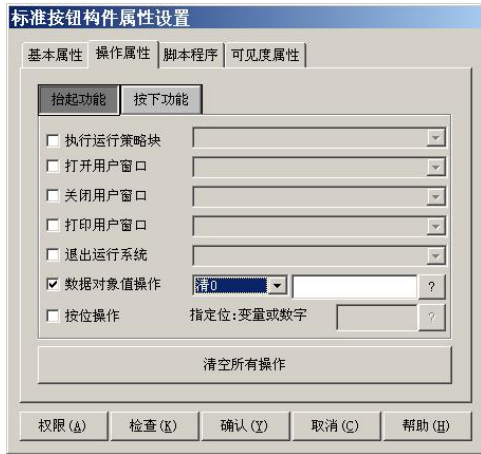 标准按钮构件属性设置
基本属性 操作属性 脚本程序 可见度属性
抬起功能 按下功能
执行运行策略块
打开用户窗口
关闭用户窗口
打印用户窗口
退出运行系统
数据对象值操作 清0 ?
按位操作 指定位:变量或数字 ?
清空所有操作
权限(A) 检查(K) 确认(Y) 取消(C) 帮助(H)